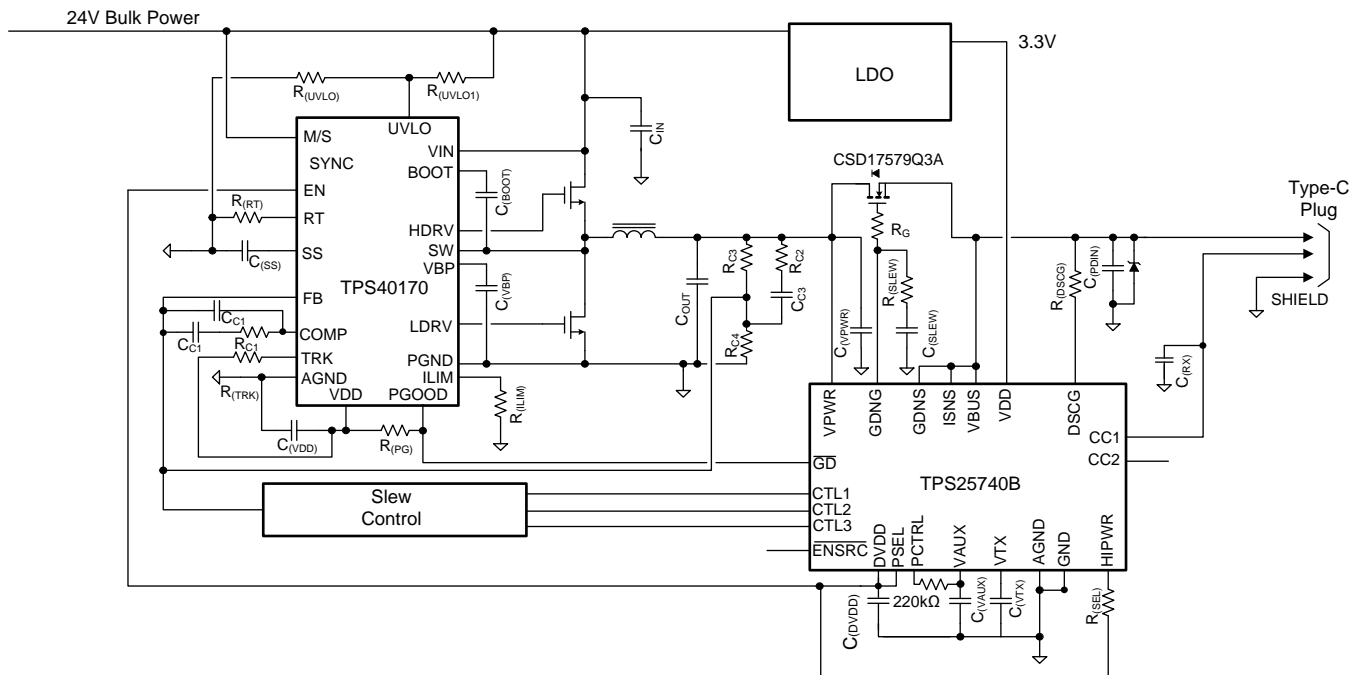 24V Bulk Power
LDO
3.3V
R(UVLO)
R(UVLO1)
UVLO
M/S
SYNC
EN
RT
SS
FB
COMP
TRK
AGND
VDD
PGOOD
VIN
BOOT
HDRV
SW
VBP
LDRV
PGND
ILIM
TPS40170
R(RT)
C(SS)
CC1
CC1
RC1
R(TRK)
C(VDD)
R(PG)
R(ILIM)
C(BOOT)
C(VBP)
CIN
COUT
RC3
RC2
CC3
RC4
CSD17579Q3A
RG
R(SLEW)
C(SLEW)
C(VPWR)
R(DSCG)
C(PDIN)
Type-C
Plug
SHIELD
C(RX)
VPWR
GDNG
GDNS
ISNS
VBUS
VDD
DSCG
CC1
CC2
GD
TPS25740B
CTL1
CTL2
CTL3
ENSRC
DVDD
PSEL
PCTRL
VAUX
VTX
AGND
GND
HIPWR
Slew
Control
C(DVDD)
220kΩ
C(VAUX)
C(VTX)
R(SEL)